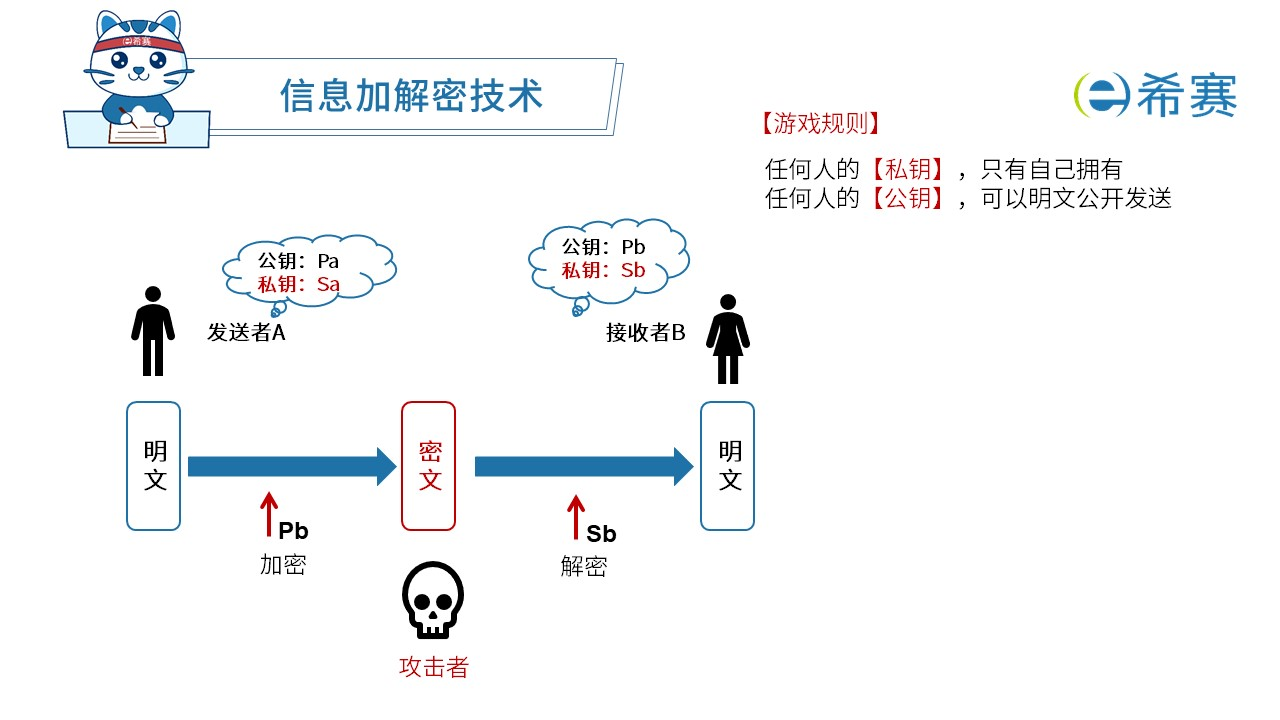 希赛
信息加解密技术
希赛
【游戏规则】
任何人的【私钥】，只有自己拥有
任何人的【公钥】，可以明文公开发送
公钥：Pa
私钥：Sa
公钥：Pb
私钥：Sb
发送者A
接收者B
明文
密文
明文
Pb
加密
Sb
解密
攻击者